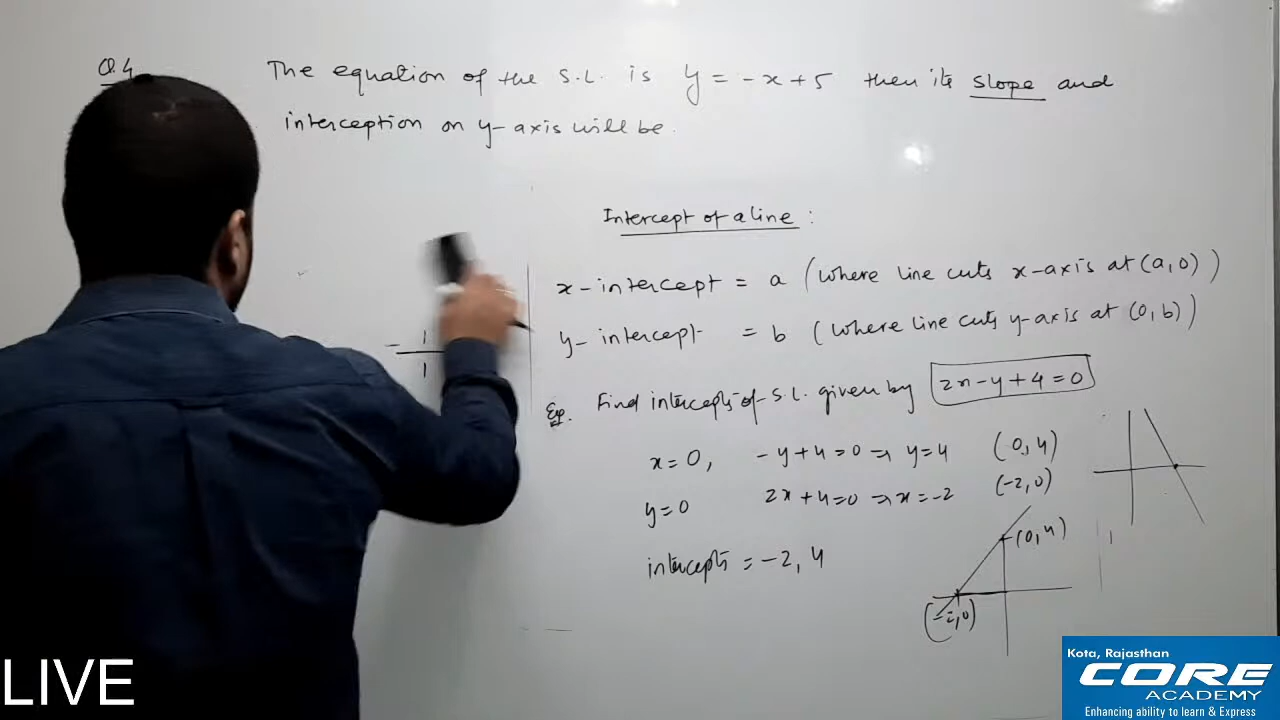 Q.4
The equation of the S.L. is y = -x+5 then its slope and
interception on y-axis will be.
Intercept of a line :
x-intercept = a (where line cuts x-axis at (a,0))
y-intercept = b (where line cuts y-axis at (0,b))
Eg. Find intercepts of S.L. given by 2x-y+4=0
x=0, -y+4=0 ⇒ y=4 (0,4)
y=0 2x+4=0 ⇒ x=-2 (-2,0)
intercepts = -2, 4
(0,4)
(-2,0)
- 1
1
LIVE
Kota, Rajasthan
CORE
ACADEMY
Enhancing ability to learn & Express